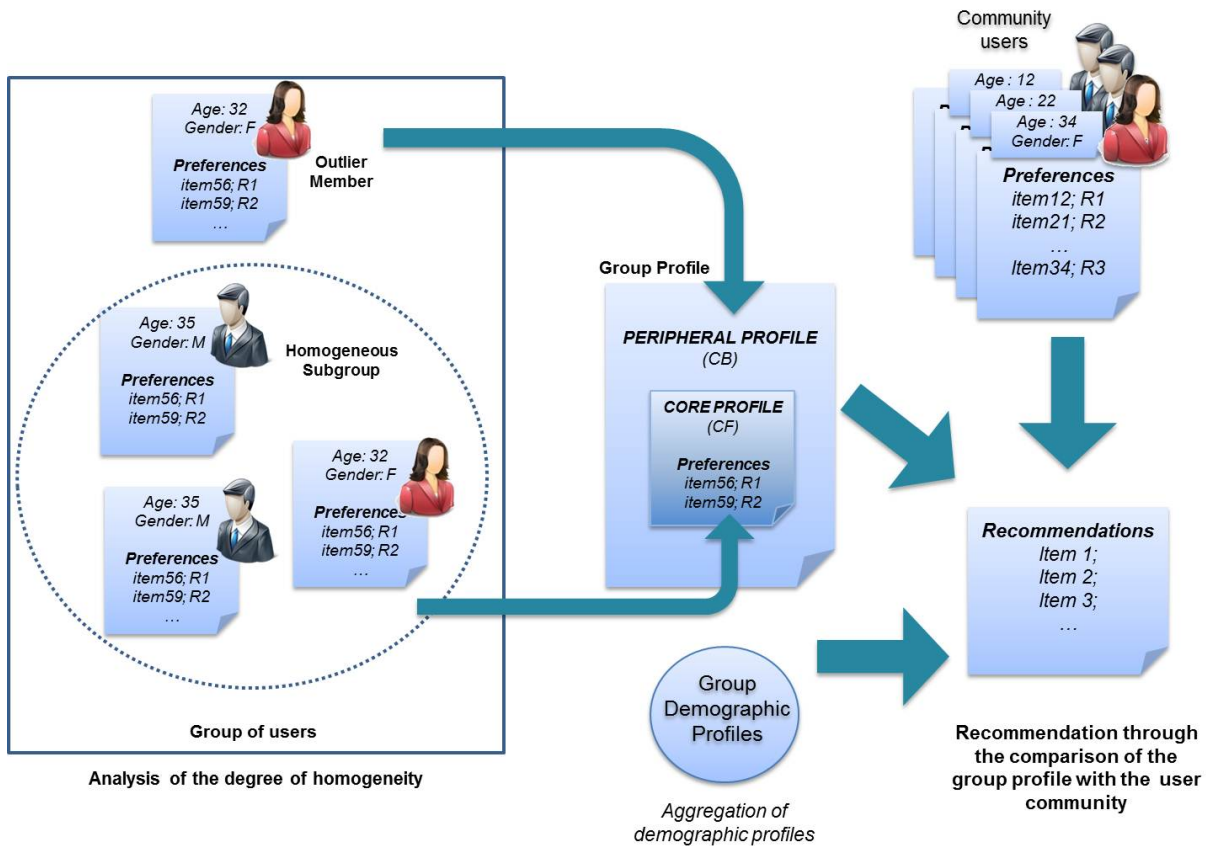 Age: 32
Gender: F
Preferences
item56; R1
item59; R2
…
Outlier
Member
Age: 35
Gender: M
Preferences
item56; R1
item59; R2
Homogeneous
Subgroup
Age: 32
Gender: F
Preferences
item56; R1
item59; R2
…
Age: 35
Gender: M
Preferences
item56; R1
item59; R2
…
Group of users
Analysis of the degree of homogeneity
Group Profile
PERIPHERAL PROFILE
(CB)
CORE PROFILE
(CF)
Preferences
item56; R1
item59; R2
Group
Demographic
Profiles
Aggregation of
demographic profiles
Community
users
Age : 12
Age : 22
Age : 34
Gender: F
Preferences
item12; R1
item21; R2
…
Item34; R3
Recommendations
Item 1;
Item 2;
Item 3;
…
Recommendation through
the comparison of the
group profile with the user
community